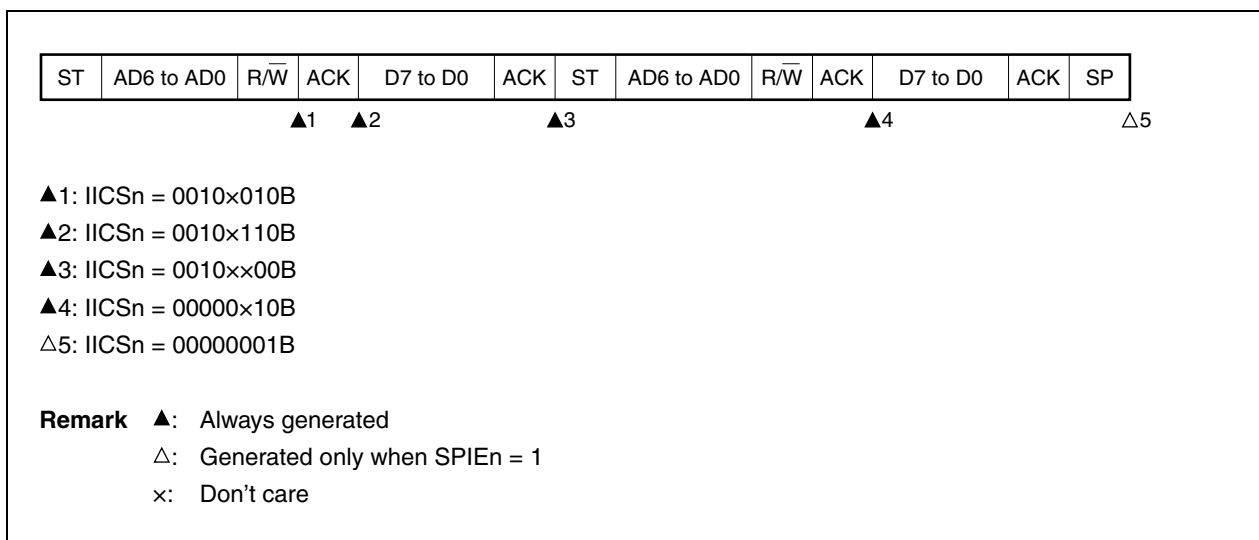 ST AD6 to AD0 R/W̅ ACK D7 to D0 ACK ST AD6 to AD0 R/W̅ ACK D7 to D0 ACK SP
▲1 ▲2 ▲3 ▲4 △5
▲1: IICSn = 0010×010B
▲2: IICSn = 0010×110B
▲3: IICSn = 0010××00B
▲4: IICSn = 00000×10B
△5: IICSn = 00000001B
Remark ▲: Always generated
△: Generated only when SPIEn = 1
×: Don't care